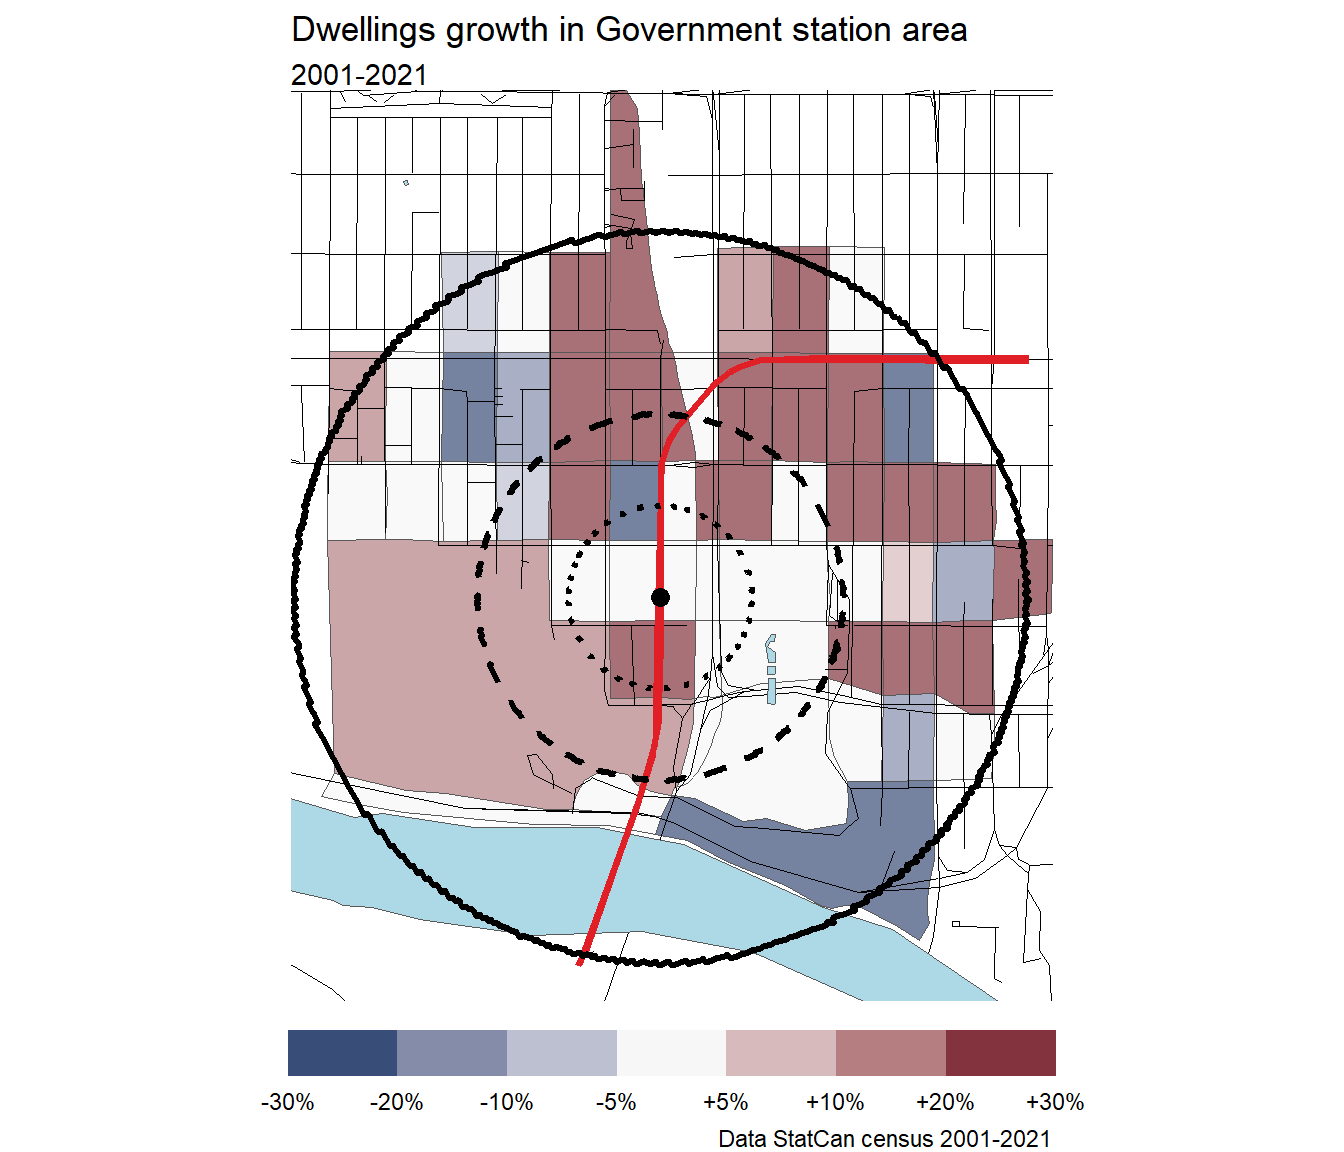 Dwellings growth in Government station area
2001-2021
-30% -20% -10% -5% +5% +10% +20% +30%
Data StatCan census 2001-2021